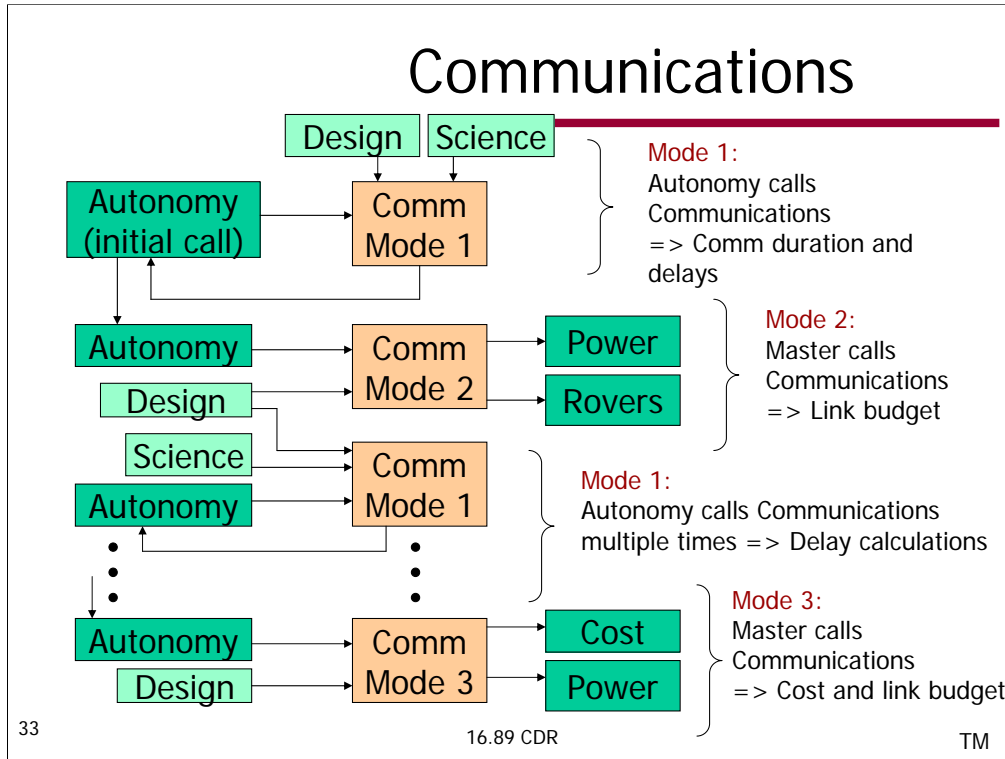 Communications
Design
Science
Autonomy
(initial call)
Comm
Mode 1
Mode 1:
Autonomy calls
Communications
=> Comm duration and
delays
Autonomy
Design
Comm
Mode 2
Power
Rovers
Mode 2:
Master calls
Communications
=> Link budget
Science
Autonomy
Comm
Mode 1
Mode 1:
Autonomy calls Communications
multiple times => Delay calculations
Autonomy
Design
Comm
Mode 3
Cost
Power
Mode 3:
Master calls
Communications
=> Cost and link budget
33
16.89 CDR
TM